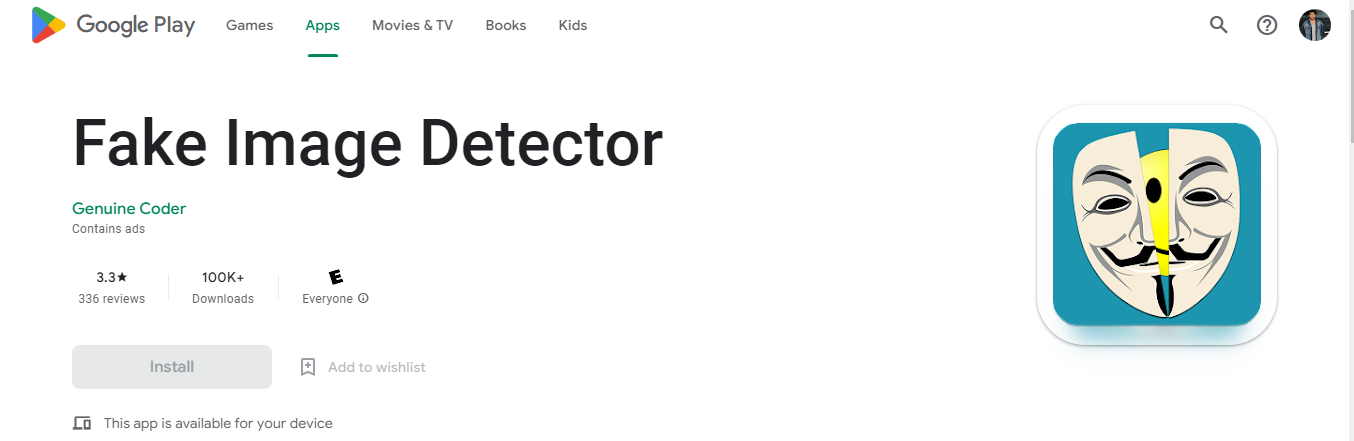 Google Play Games Apps Movies & TV Books Kids
Fake Image Detector
Genuine Coder
Contains ads
3.3★ 100K+ E
336 reviews Downloads Everyone
Install Add to wishlist
This app is available for your device